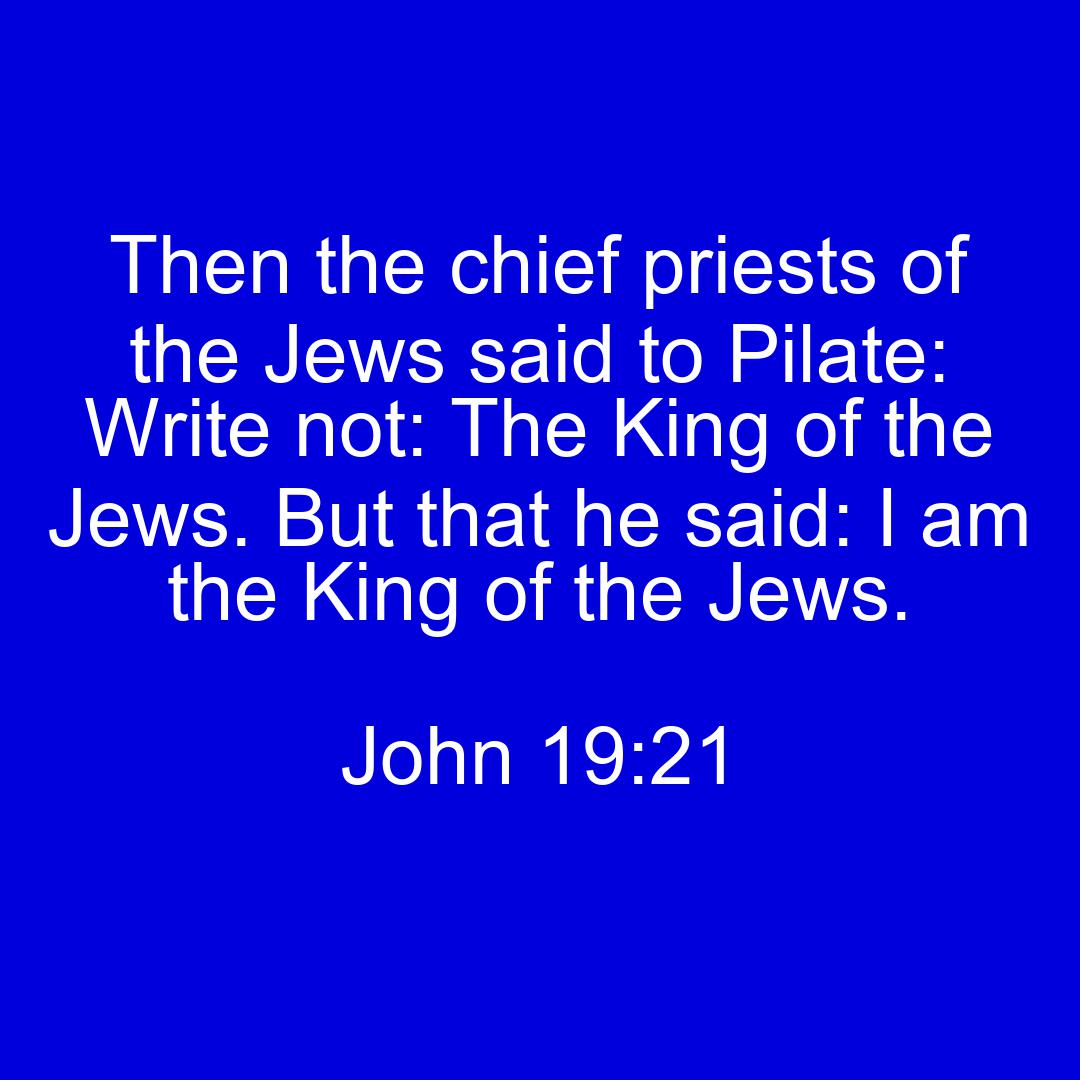 Then the chief priests of
the Jews said to Pilate:
Write not: The King of the
Jews. But that he said: I am
the King of the Jews.
John 19:21